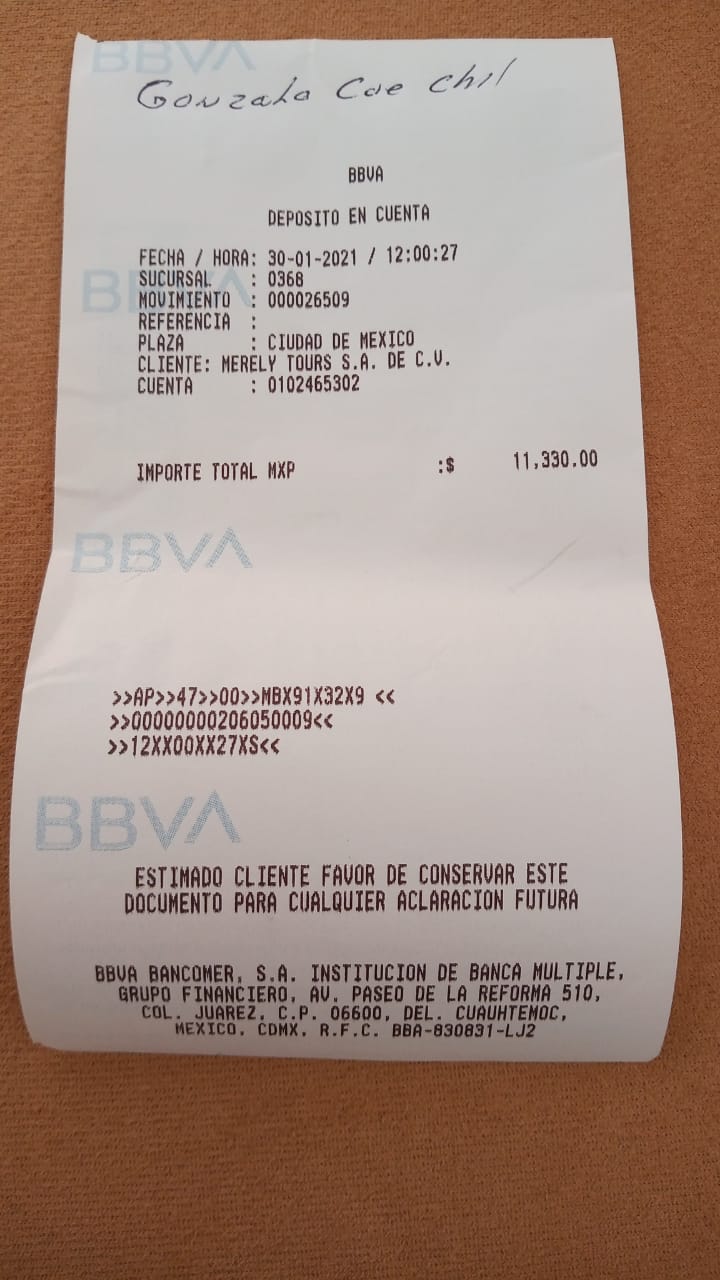 BBVA
Gonzalo Coe Chil
BBVA
DEPOSITO EN CUENTA
FECHA / HORA: 30-01-2021 / 12:00:27
SUCURSAL : 0368
BBVA
MOVIMIENTO : 000026509
REFERENCIA :
PLAZA : CIUDAD DE MEXICO
CLIENTE: MERELY TOURS S.A. DE C.V.
CUENTA : 0102465302
IMPORTE TOTAL MXP :$ 11,330.00
BBVA
>>AP>>47>>00>>MBX91X32X9 <<
>>00000000206050009<<
>>12XX00XX27XS<<
BBVA
ESTIMADO CLIENTE FAVOR DE CONSERVAR ESTE
DOCUMENTO PARA CUALQUIER ACLARACION FUTURA
BBVA BANCOMER, S.A. INSTITUCION DE BANCA MULTIPLE,
GRUPO FINANCIERO, AV. PASEO DE LA REFORMA 510,
COL. JUAREZ, C.P. 06600, DEL. CUAUHTEMOC,
MEXICO, CDMX, R.F.C. BBA-830831-LJ2